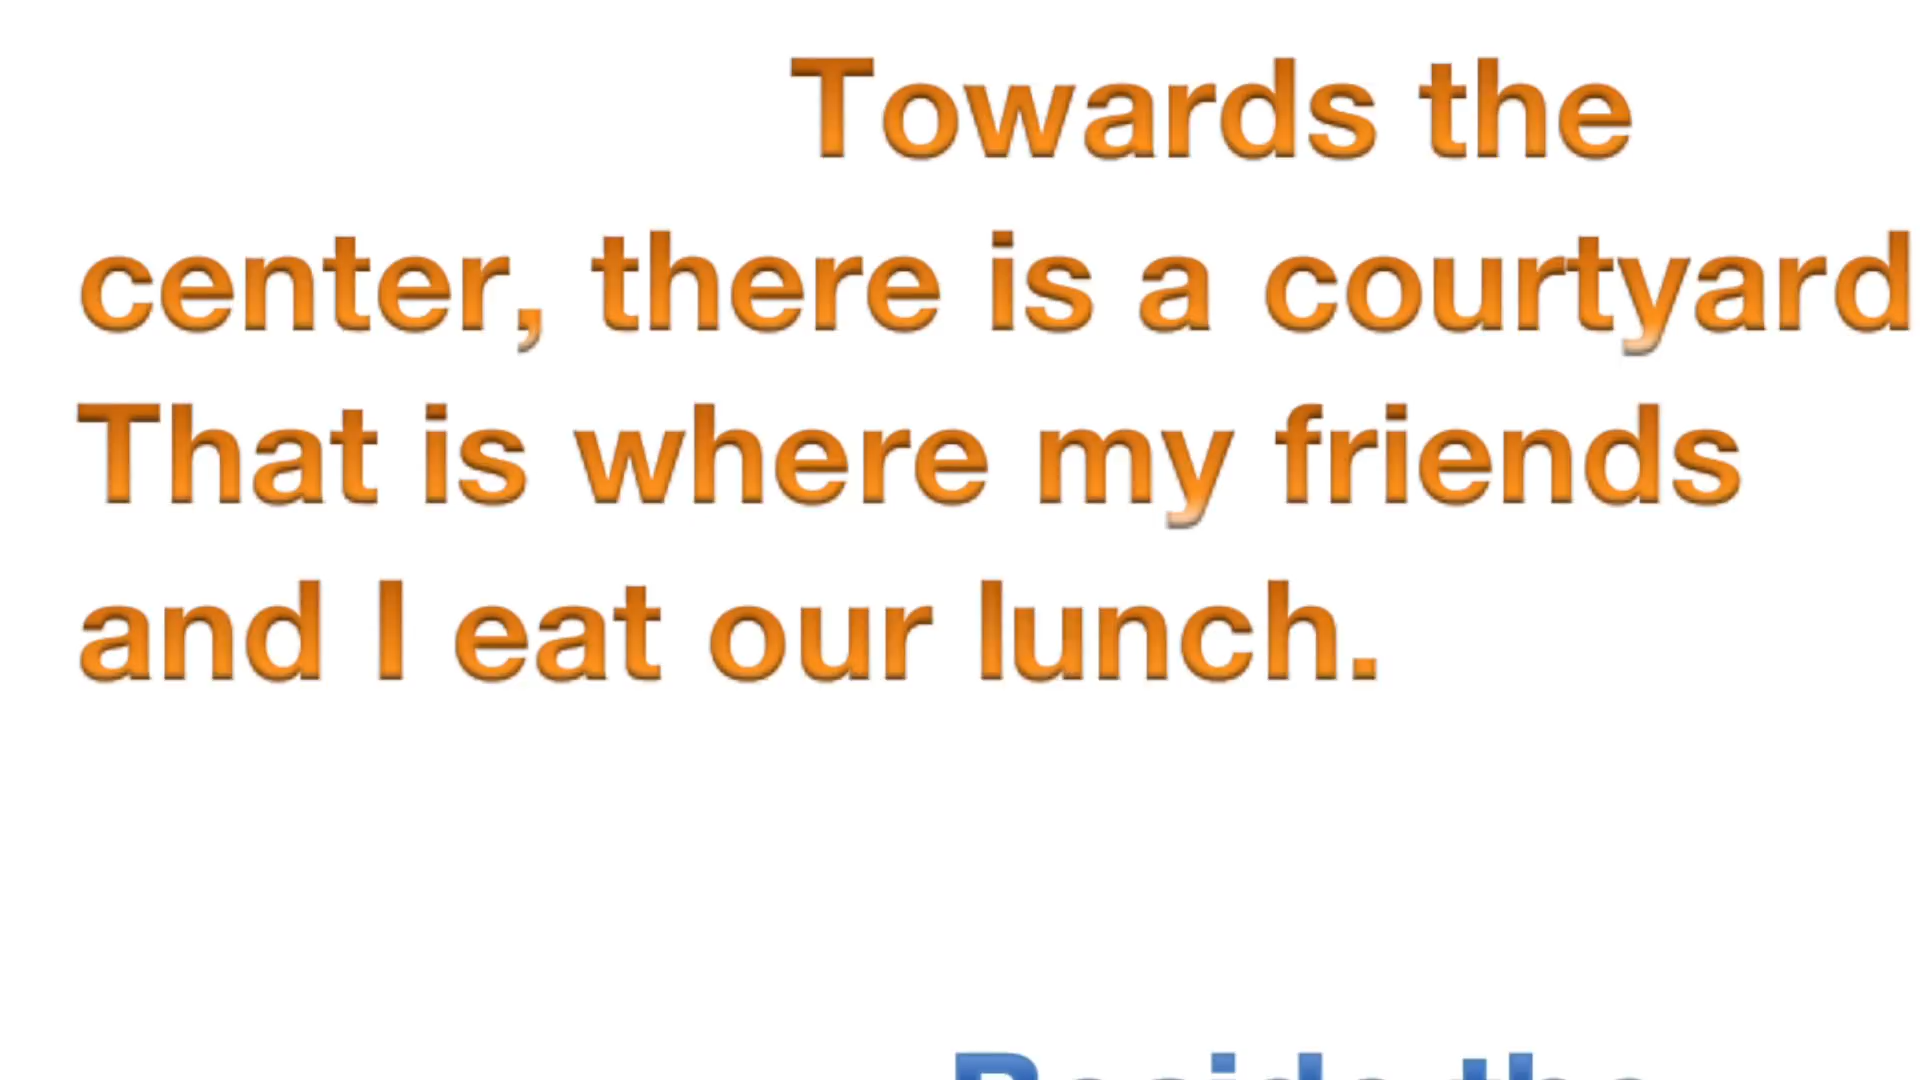 Towards the
center, there is a courtyard
That is where my friends
and I eat our lunch.
Beside the